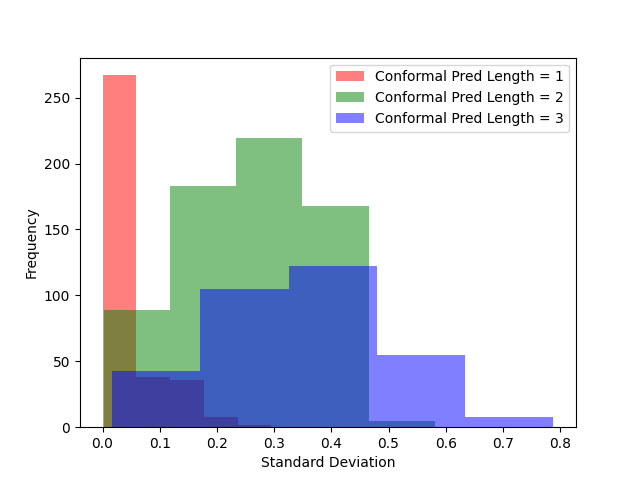 Conformal Pred Length = 1
Conformal Pred Length = 2
Conformal Pred Length = 3
250
200
150
100
50
0
Frequency
0.0 0.1 0.2 0.3 0.4 0.5 0.6 0.7 0.8
Standard Deviation